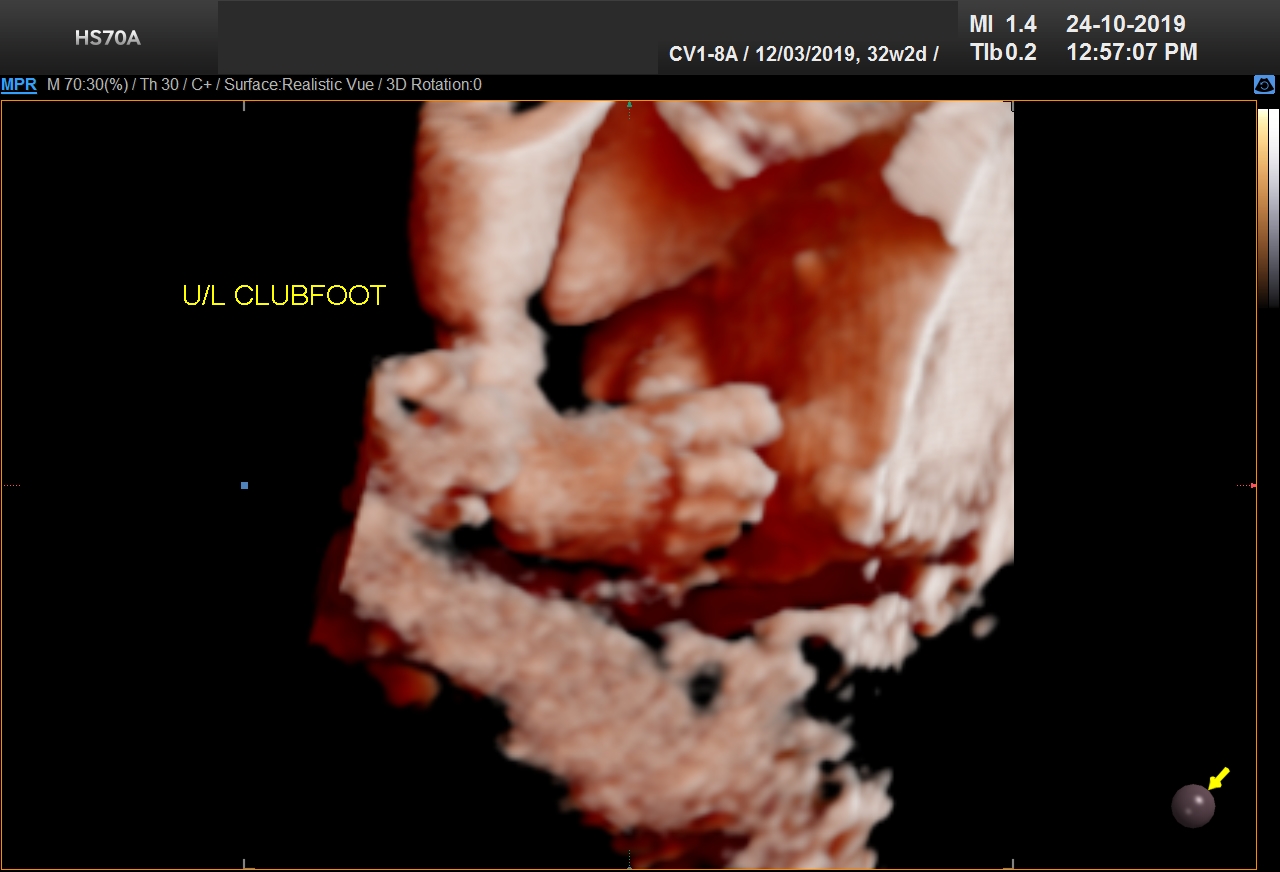 HS70A
MI 1.4 24-10-2019
CV1-8A / 12/03/2019, 32w2d / TIb 0.2 12:57:07 PM
MPR M 70:30(%) / Th 30 / C+ / Surface:Realistic Vue / 3D Rotation:0
U/L CLUBFOOT